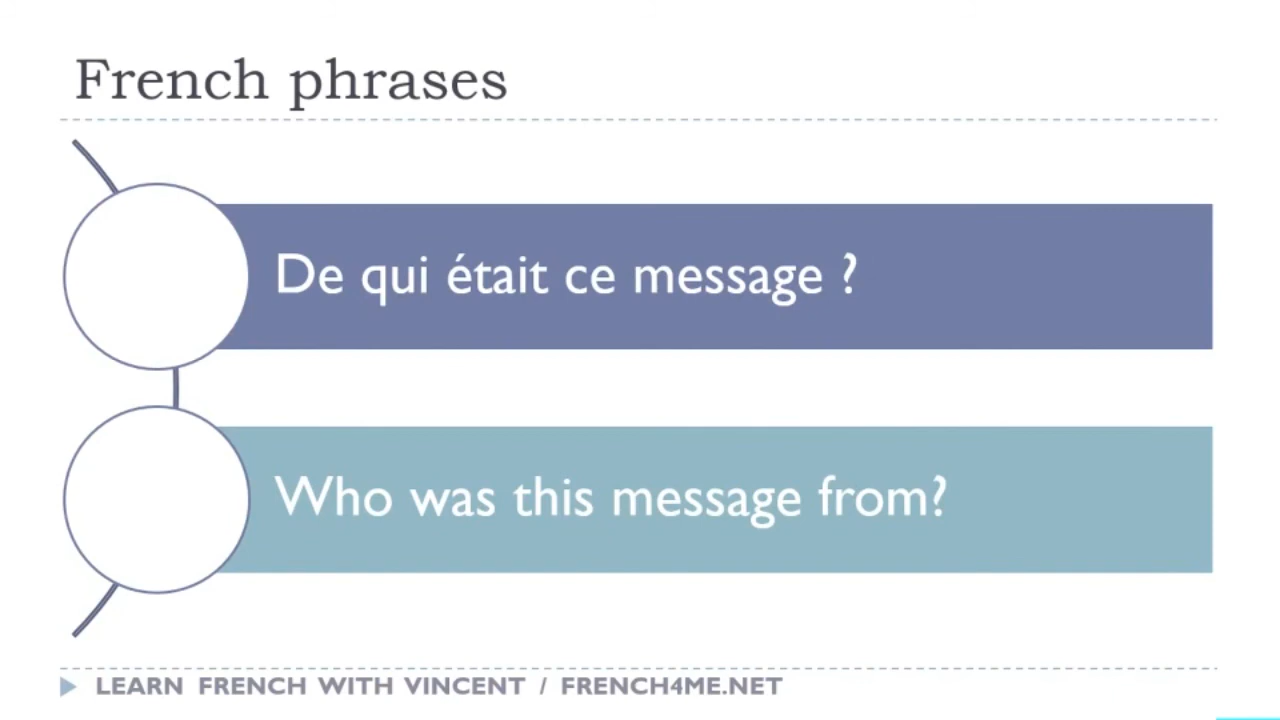 French phrases
De qui était ce message ?
Who was this message from?
LEARN FRENCH WITH VINCENT / FRENCH4ME.NET